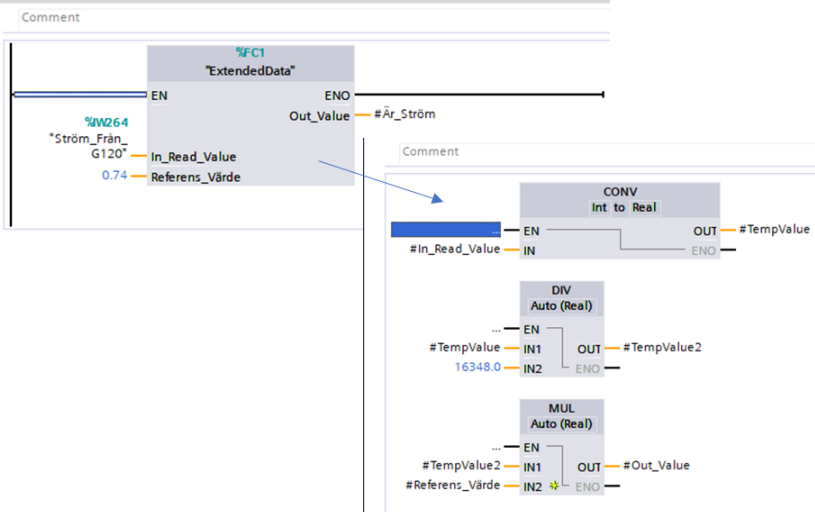 Comment
%FC1
"ExtendedData"
EN
ENO
Out_Value
#Är_Ström
%IW264
"Ström_Från_
G120"
In_Read_Value
0.74
Referens_Värde
Comment
CONV
Int to Real
...
EN
OUT
#TempValue
#In_Read_Value
IN
ENO
DIV
Auto (Real)
...
EN
#TempValue
IN1
OUT
#TempValue2
16348.0
IN2
ENO
MUL
Auto (Real)
...
EN
#TempValue2
IN1
OUT
#Out_Value
#Referens_Värde
IN2
ENO